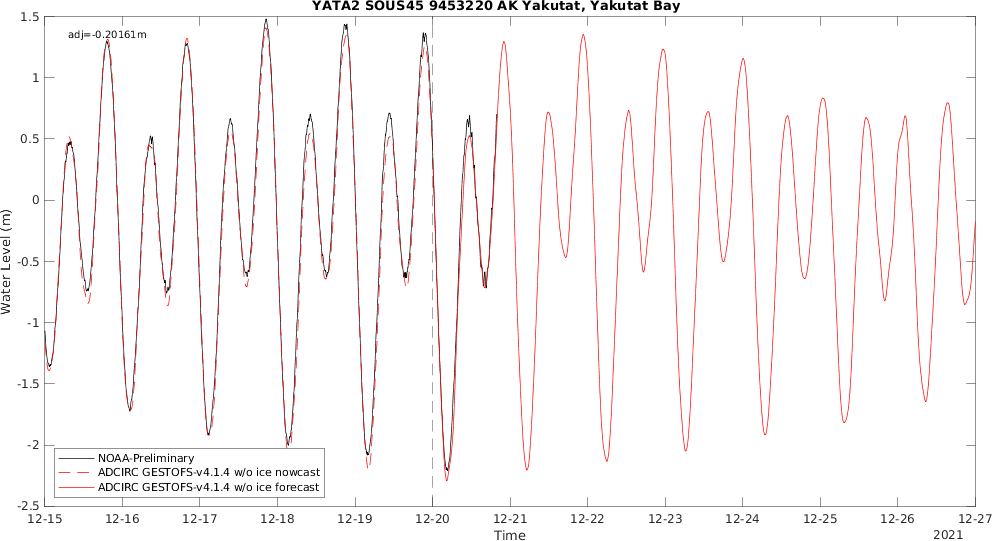 YATA2 SOUS45 9453220 AK Yakutat, Yakutat Bay
adj=-0.20161m
Water Level (m)
1.5
1
0.5
0
-0.5
-1
-1.5
-2
-2.5
NOAA-Preliminary
ADCIRC GESTOFS-v4.1.4 w/o ice nowcast
ADCIRC GESTOFS-v4.1.4 w/o ice forecast
12-15 12-16 12-17 12-18 12-19 12-20 12-21 12-22 12-23 12-24 12-25 12-26 12-27
Time
2021